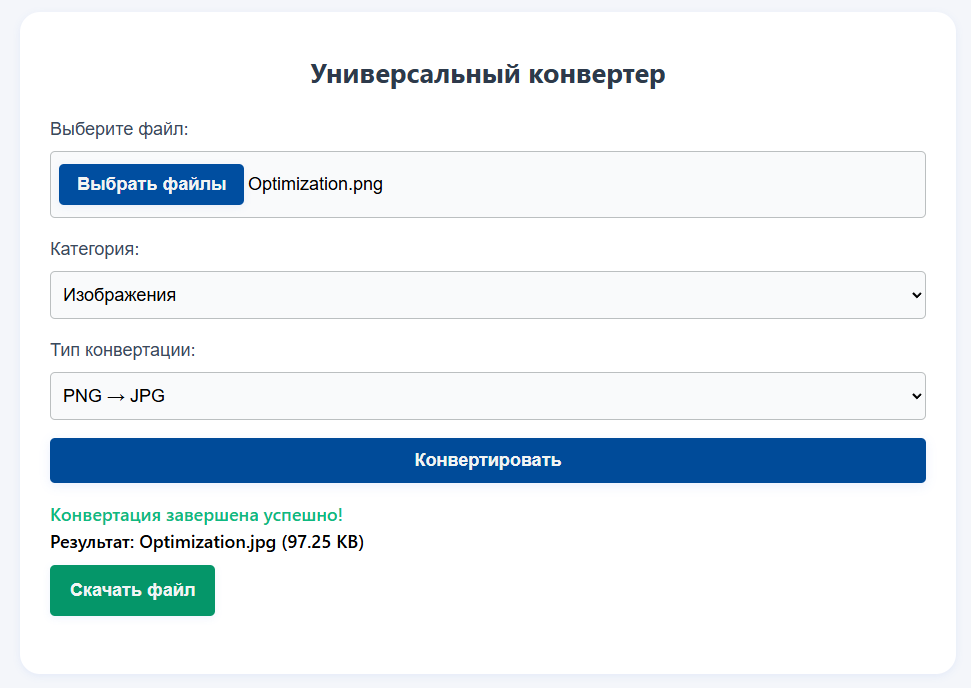 Универсальный конвертер
Выберите файл:
Выбрать файлы Optimization.png
Категория:
Изображения
Тип конвертации:
PNG → JPG
Конвертировать
Конвертация завершена успешно!
Результат: Optimization.jpg (97.25 KB)
Скачать файл